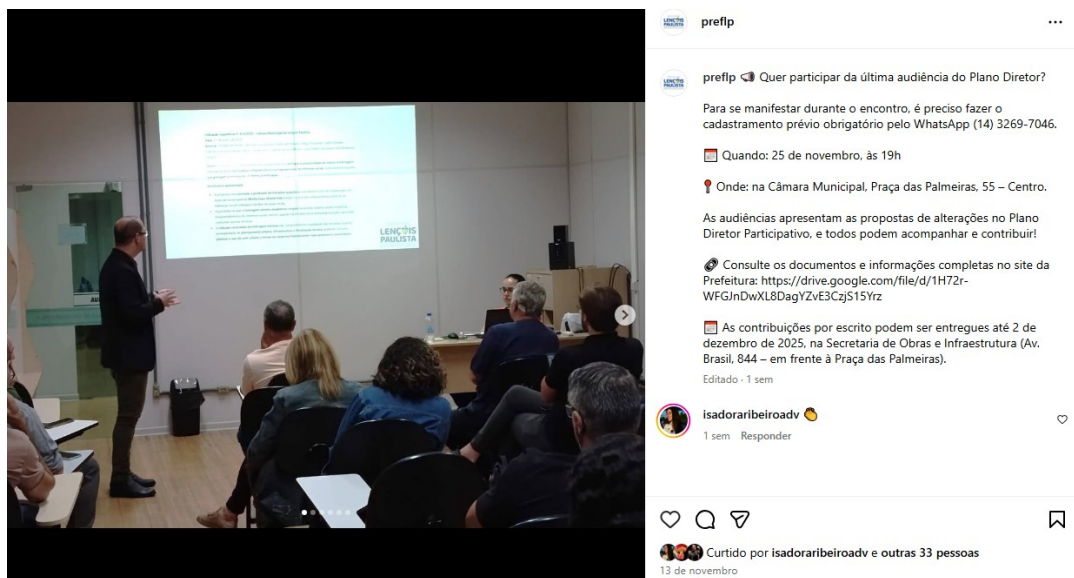 preflp
preflp 📢 Quer participar da última audiência do Plano Diretor?
Para se manifestar durante o encontro, é preciso fazer o
cadastramento prévio obrigatório pelo WhatsApp (14) 3269-7046.
📅 Quando: 25 de novembro, às 19h
📍 Onde: na Câmara Municipal, Praça das Palmeiras, 55 – Centro.
As audiências apresentam as propostas de alterações no Plano
Diretor Participativo, e todos podem acompanhar e contribuir!
🔗 Consulte os documentos e informações completas no site da
Prefeitura: https://drive.google.com/file/d/1H72r-
WFGJnDwXL8DagYZvE3CzjS15Yrz
📅 As contribuições por escrito podem ser entregues até 2 de
dezembro de 2025, na Secretaria de Obras e Infraestrutura (Av.
Brasil, 844 – em frente à Praça das Palmeiras).
Editado · 1 sem
isadoraribeiroadv 👏
1 sem Responder
Curtido por isadoraribeiroadv e outras 33 pessoas
13 de novembro
LENÇÓIS
PAULISTA